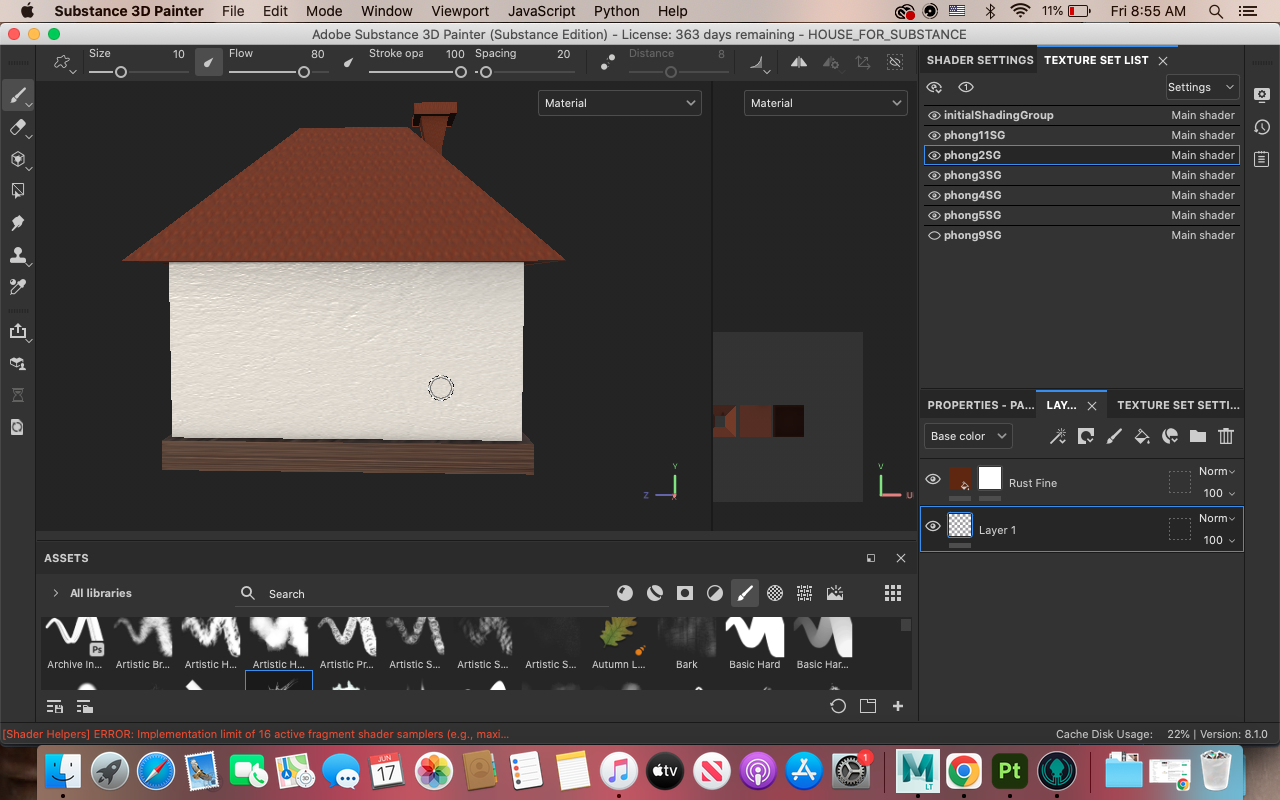 Substance 3D Painter File Edit Mode Window Viewport JavaScript Python Help 11% Fri 8:55 AM
Adobe Substance 3D Painter (Substance Edition) - License: 363 days remaining - HOUSE_FOR_SUBSTANCE
Size 10 Flow 80 Stroke opa 100 Spacing 20 Distance 8
SHADER SETTINGS TEXTURE SET LIST
Material Material
Settings
initialShadingGroup Main shader
phong11SG Main shader
phong2SG Main shader
phong3SG Main shader
phong4SG Main shader
phong5SG Main shader
phong9SG Main shader
Y
Z
X
V
U
PROPERTIES - PA... LAY... TEXTURE SET SETTI...
Base color
Rust Fine Norm
100
Layer 1 Norm
100
ASSETS
All libraries Search
Ps
Archive In... Artistic Br... Artistic H... Artistic H... Artistic Pr... Artistic S... Artistic S... Artistic S... Autumn L... Bark Basic Hard Basic Har...
[Shader Helpers] ERROR: Implementation limit of 16 active fragment shader samplers (e.g., maxi...
Cache Disk Usage: 22% | Version: 8.1.0
JUN
17
tv
1
M
LT
Pt